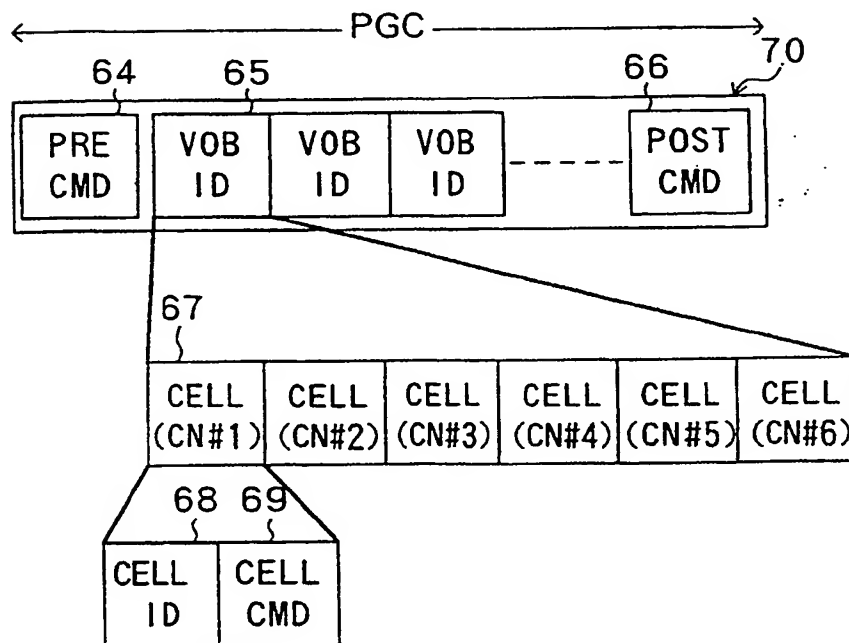 PGC
70
64 65 66
PRE CMD VOB ID VOB ID VOB ID POST CMD
67
CELL (CN#1) CELL (CN#2) CELL (CN#3) CELL (CN#4) CELL (CN#5) CELL (CN#6)
68 69
CELL ID CELL CMD